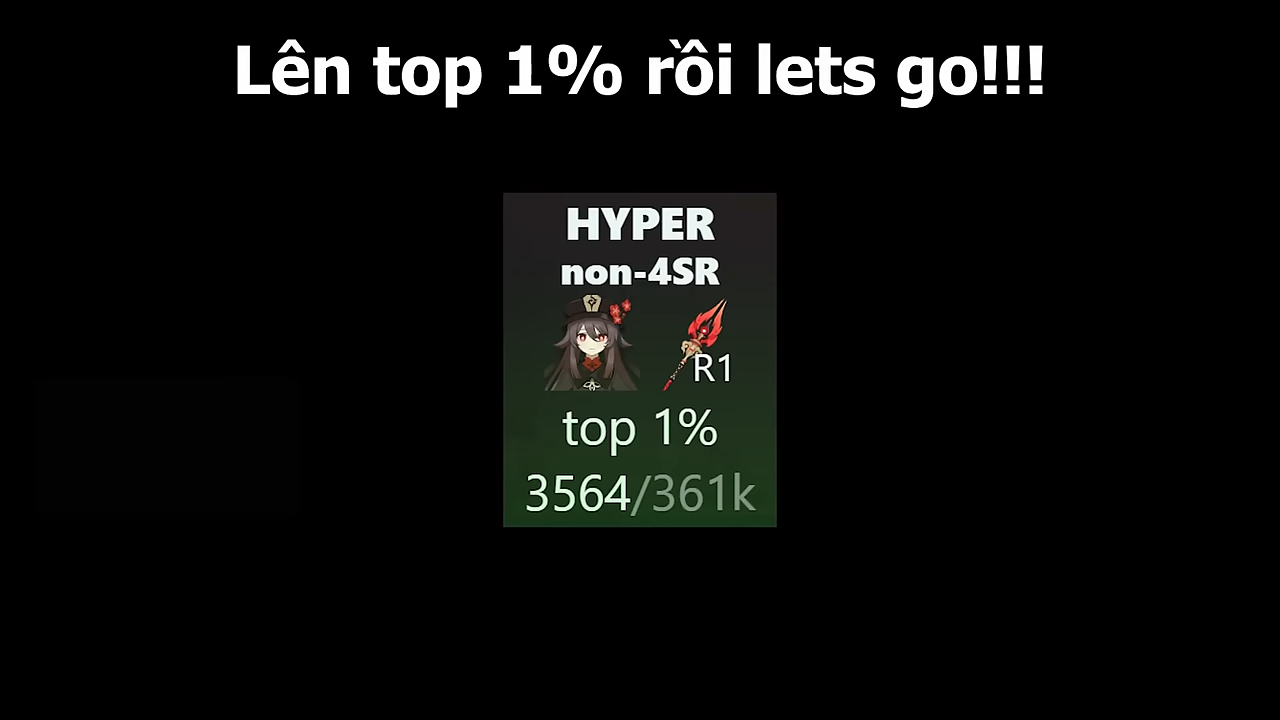 Lên top 1% rồi lets go!!!
HYPER
non-4SR
R1
top 1%
3564/361k